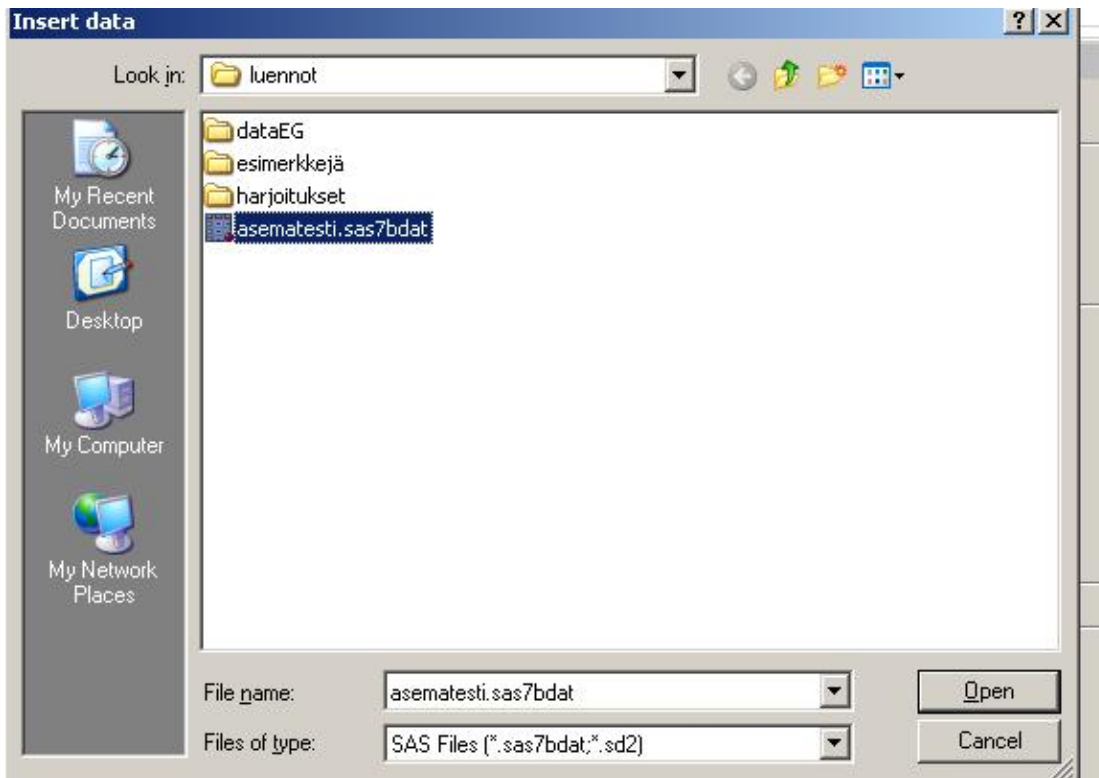 Insert data
Look in:
luennot
My Recent
Documents
Desktop
My Computer
My Network
Places
dataEG
esimerkkejä
harjoitukset
asematesti.sas7bdat
File name:
asematesti.sas7bdat
Open
Files of type:
SAS Files (*.sas7bdat;*.sd2)
Cancel